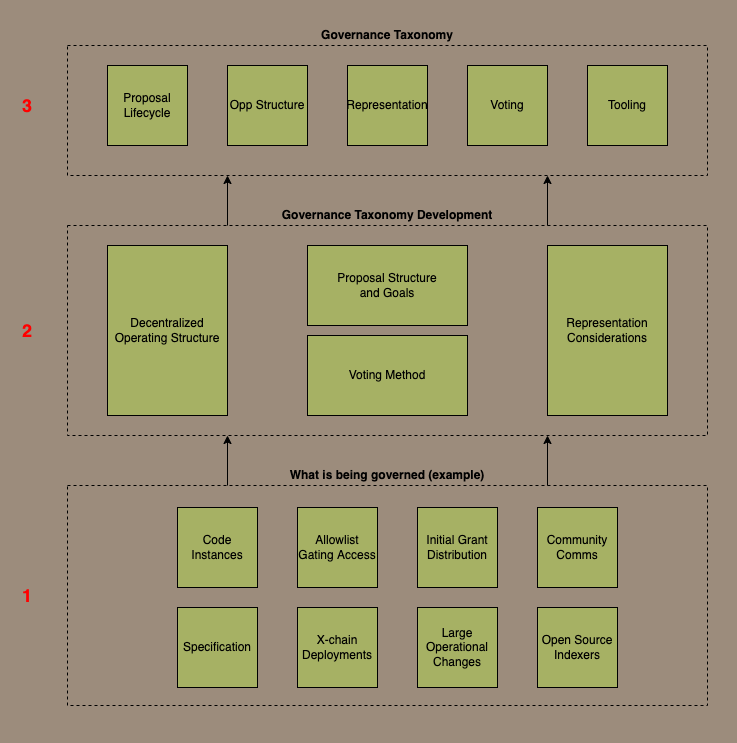 Governance Taxonomy
3
Proposal
Lifecycle
Opp Structure
Representation
Voting
Tooling
Governance Taxonomy Development
2
Decentralized
Operating Structure
Proposal Structure
and Goals
Voting Method
Representation
Considerations
What is being governed (example)
1
Code
Instances
Allowlist
Gating Access
Initial Grant
Distribution
Community
Comms
Specification
X-chain
Deployments
Large
Operational
Changes
Open Source
Indexers